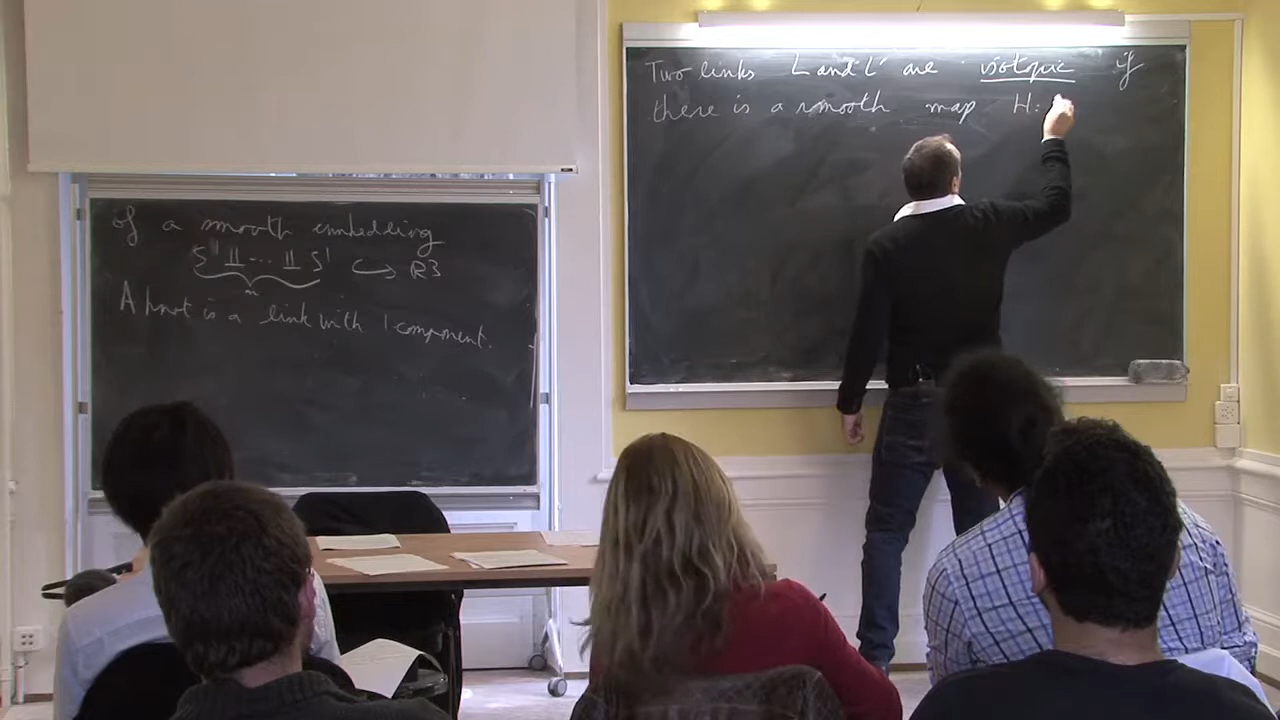 of a smooth embedding
S¹ ⨿ ... ⨿ S¹ ↪ R3
n
A knot is a link with 1 component.
Two links L and L' are isotopic if
there is a smooth map H: